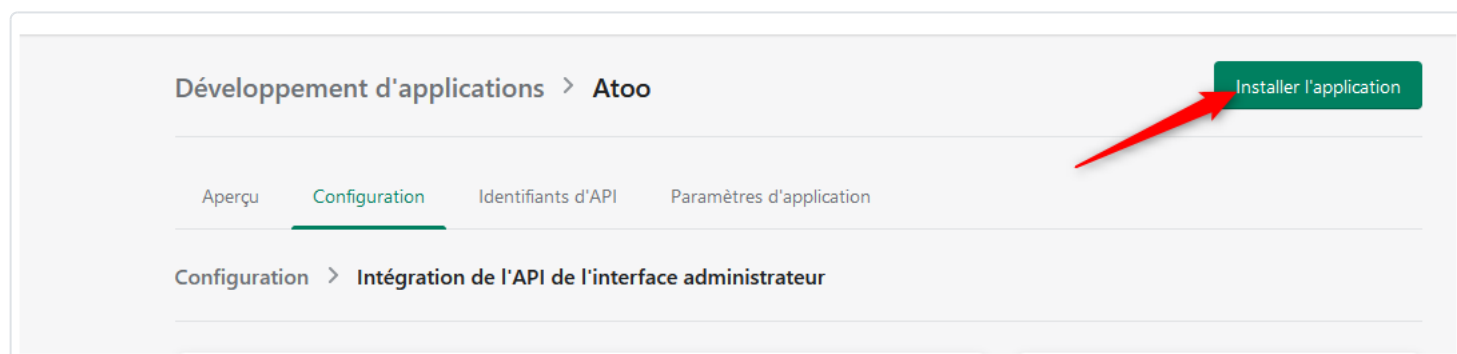 Développement d'applications > Atoo
Installer l'application
Aperçu Configuration Identifiants d'API Paramètres d'application
Configuration > Intégration de l'API de l'interface administrateur